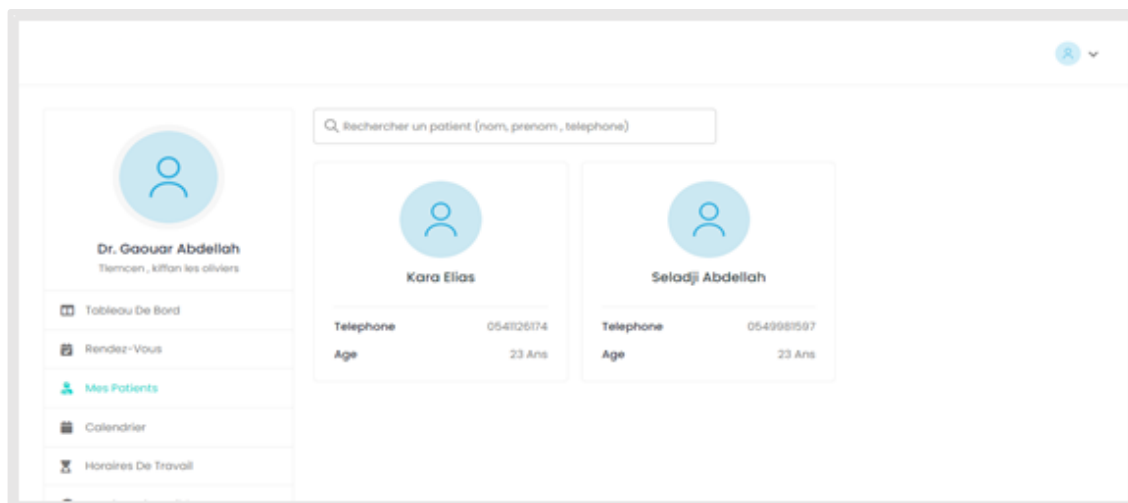 Rechercher un patient (nom, prenom , telephone)
Dr. Gaouar Abdellah
Tlemcen , kiffan les oliviers
Tableau De Bord
Rendez-Vous
Mes Patients
Calendrier
Horaires De Travail
Kara Elias
Telephone 0541126174
Age 23 Ans
Seladji Abdellah
Telephone 0549981597
Age 23 Ans